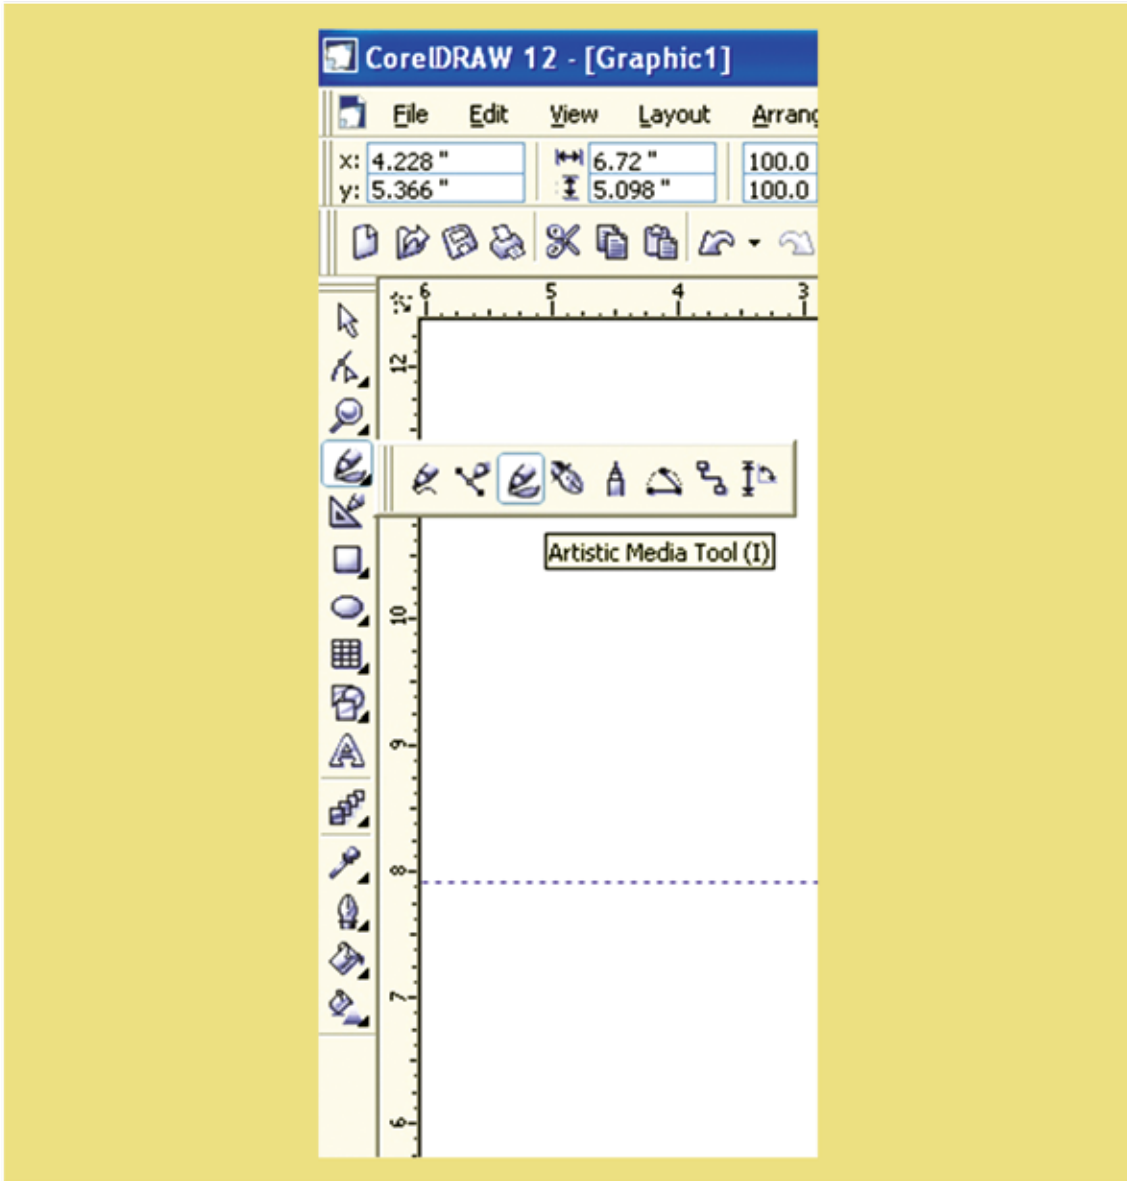 CorelDRAW 12 - [Graphic1]
File Edit View Layout Arrang
x: 4.228 " 6.72 " 100.0
y: 5.366 " 5.098 " 100.0
6 5 4 3
12
Artistic Media Tool (I)
10
9
8
7
6